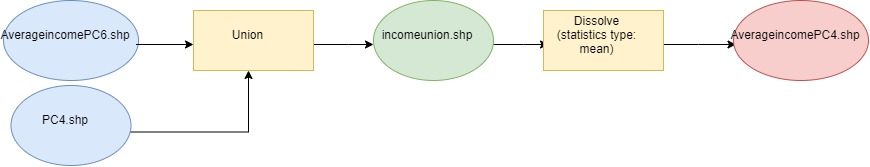 AverageincomePC6.shp
Union
incomeunion.shp
Dissolve
(statistics type:
mean)
AverageincomePC4.shp
PC4.shp